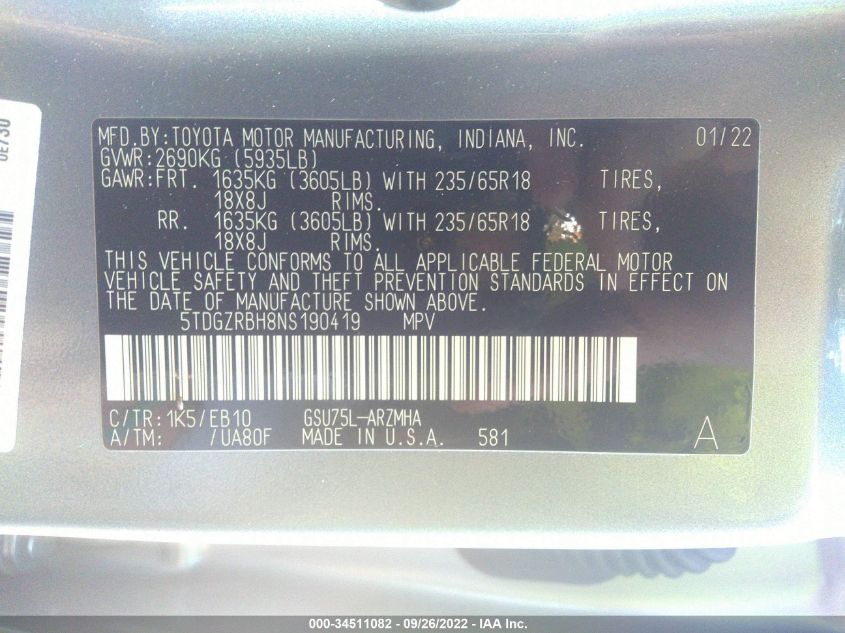 MFD.BY:TOYOTA MOTOR MANUFACTURING, INDIANA, INC. 01/22
GVWR:2690KG (5935LB)
GAWR:FRT. 1635KG (3605LB) WITH 235/65R18 TIRES,
18X8J RIMS.
RR. 1635KG (3605LB) WITH 235/65R18 TIRES,
18X8J RIMS.
THIS VEHICLE CONFORMS TO ALL APPLICABLE FEDERAL MOTOR
VEHICLE SAFETY AND THEFT PREVENTION STANDARDS IN EFFECT ON
THE DATE OF MANUFACTURE SHOWN ABOVE.
5TDGZRBH8NS190419 MPV
C/TR:1K5/EB10 GSU75L-ARZMHA
A/TM: /UA80F MADE IN U.S.A. 581 A
0E730
000-34511082 - 09/26/2022 - IAA Inc.